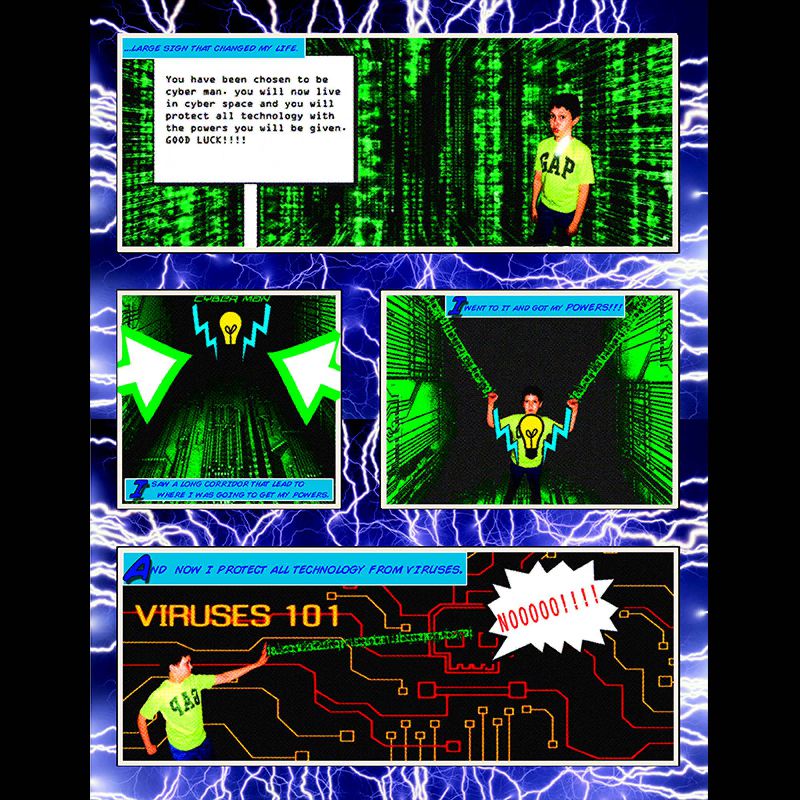 ...LARGE SIGN THAT CHANGED MY LIFE.
You have been chosen to be
cyber man. you will now live
in cyber space and you will
protect all technology with
the powers you will be given.
GOOD LUCK!!!!
GAP
CYBER MAN
I SAW A LONG CORRIDOR THAT LEAD TO
WHERE I WAS GOING TO GET MY POWERS.
I WENT TO IT AND GOT MY POWERS!!!
AND NOW I PROTECT ALL TECHNOLOGY FROM VIRUSES.
VIRUSES 101
NOOOOO!!!!
GAP